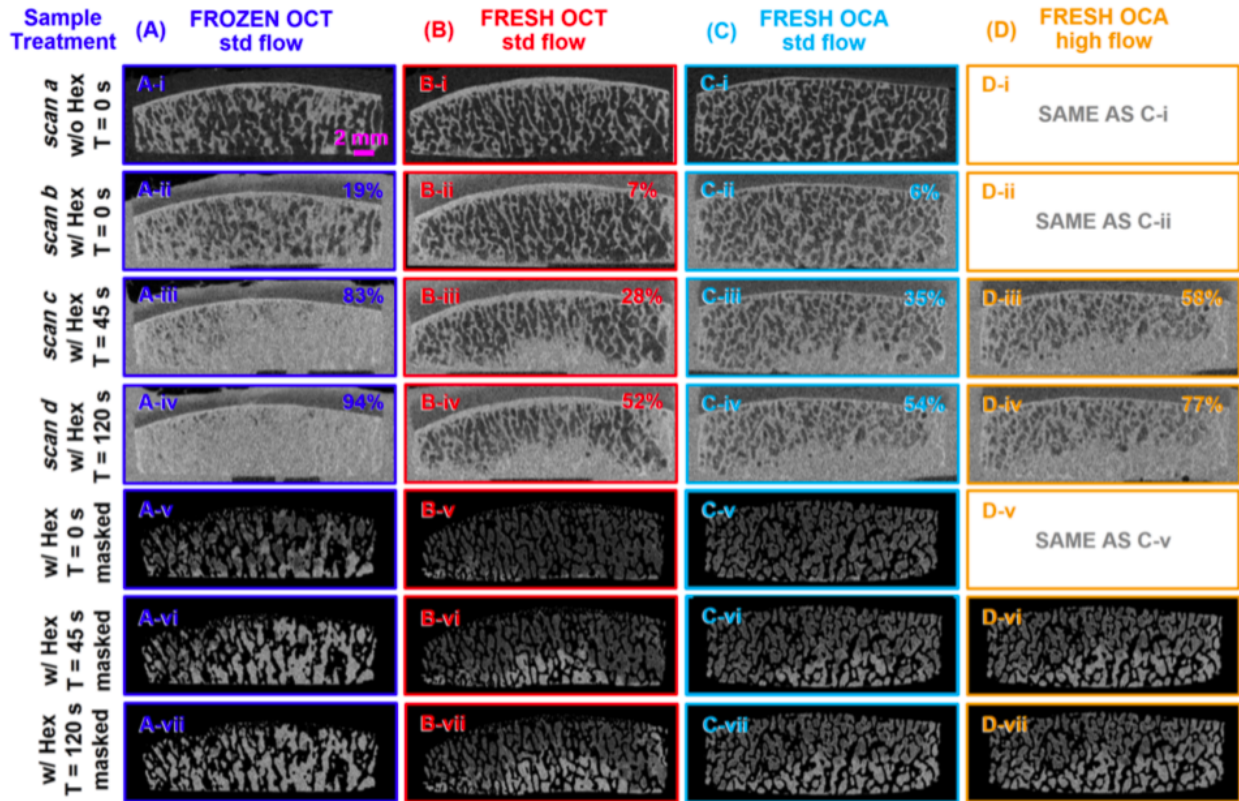 Sample Treatment
(A) FROZEN OCT std flow
(B) FRESH OCT std flow
(C) FRESH OCA std flow
(D) FRESH OCA high flow
scan a w/o Hex T = 0 s
A-i
2 mm
B-i
C-i
D-i
SAME AS C-i
scan b w/ Hex T = 0 s
A-ii
19%
B-ii
7%
C-ii
6%
D-ii
SAME AS C-ii
scan c w/ Hex T = 45 s
A-iii
83%
B-iii
28%
C-iii
35%
D-iii
58%
scan d w/ Hex T = 120 s
A-iv
94%
B-iv
52%
C-iv
54%
D-iv
77%
w/ Hex T = 0 s masked
A-v
B-v
C-v
D-v
SAME AS C-v
w/ Hex T = 45 s masked
A-vi
B-vi
C-vi
D-vi
w/ Hex T = 120 s masked
A-vii
B-vii
C-vii
D-vii